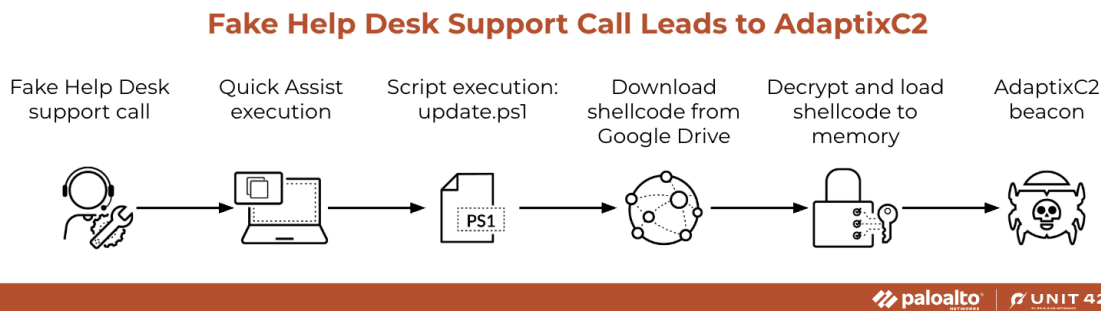 Fake Help Desk Support Call Leads to AdaptixC2
Fake Help Desk
support call
Quick Assist
execution
Script execution:
update.ps1
Download
shellcode from
Google Drive
Decrypt and load
shellcode to
memory
AdaptixC2
beacon
PS1
paloalto
NETWORKS
UNIT 42